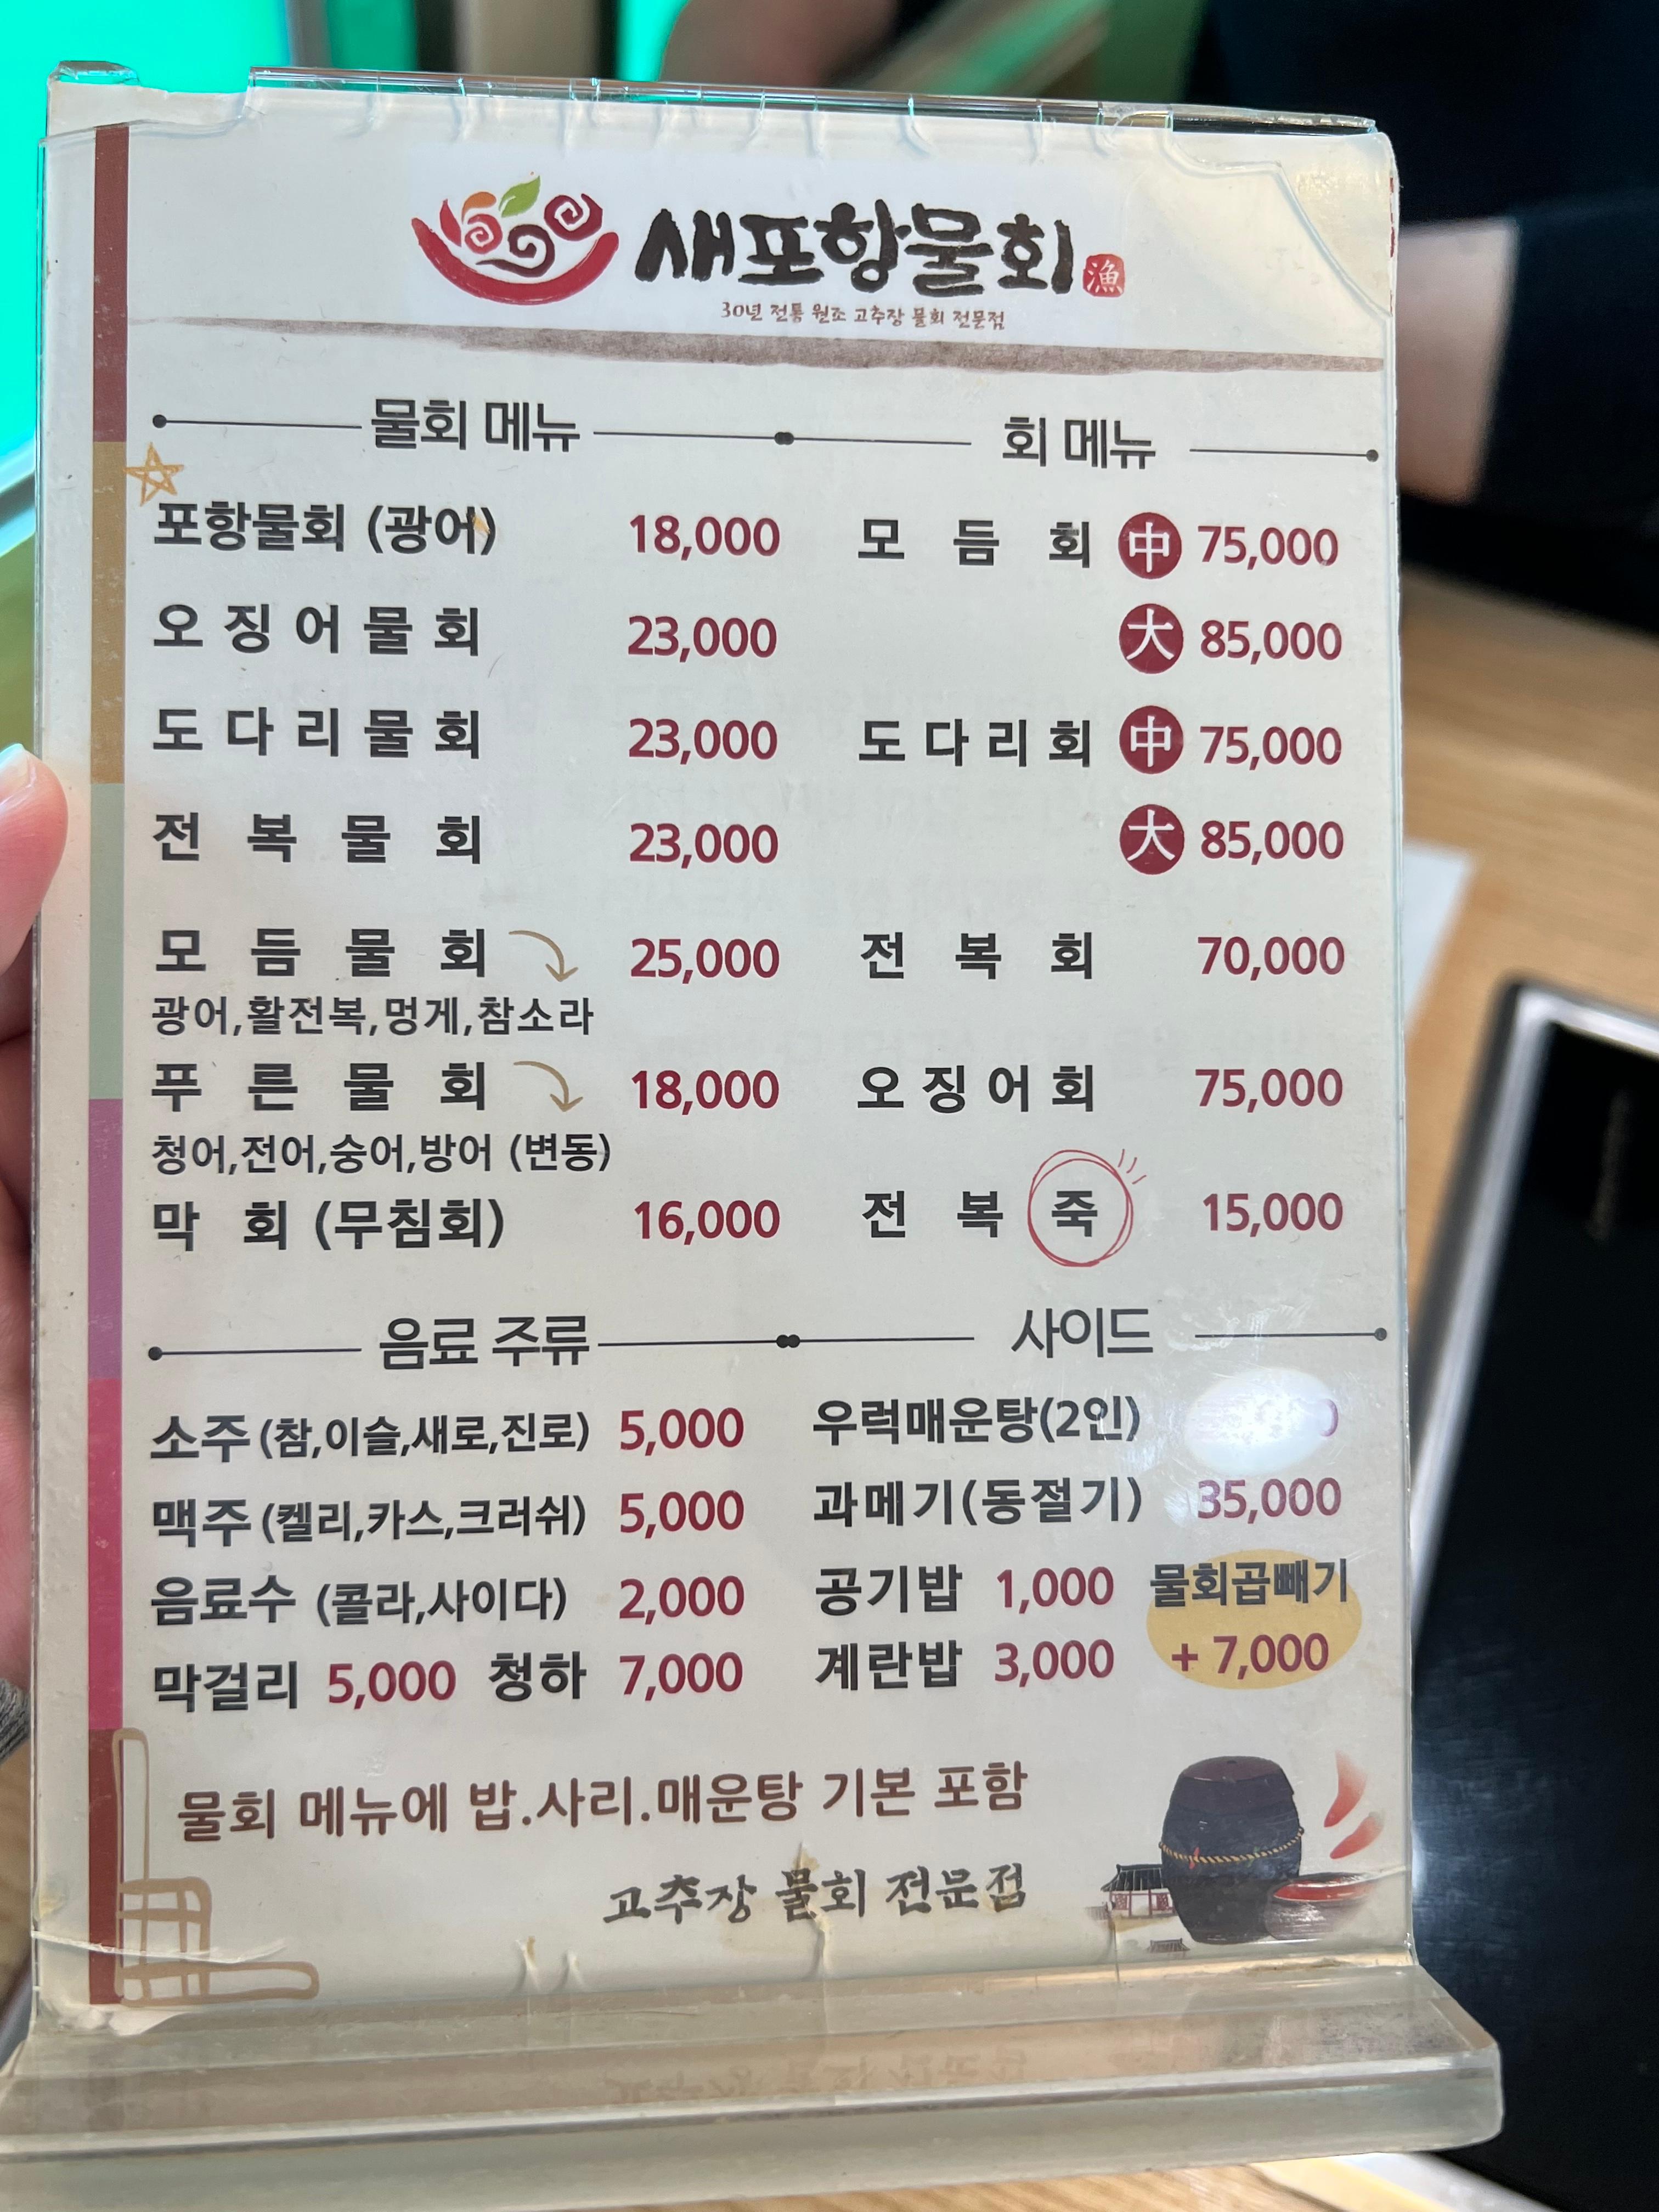 새포항물회 漁
30년 전통 원조 고추장 물회 전문점
물회 메뉴
포항물회 (광어) 18,000
오징어물회 23,000
도다리물회 23,000
전복물회 23,000
모듬물회 25,000
광어,활전복,멍게,참소라
푸른물회 18,000
청어,전어,숭어,방어 (변동)
막회 (무침회) 16,000
회 메뉴
모듬회 中 75,000
大 85,000
도다리회 中 75,000
大 85,000
전복회 70,000
오징어회 75,000
전복죽 15,000
음료 주류
소주 (참,이슬,새로,진로) 5,000
맥주 (켈리,카스,크러쉬) 5,000
음료수 (콜라,사이다) 2,000
막걸리 5,000 청하 7,000
사이드
우럭매운탕(2인)
과메기(동절기) 35,000
공기밥 1,000
계란밥 3,000
물회곱빼기
+ 7,000
물회 메뉴에 밥.사리.매운탕 기본 포함
고추장 물회 전문점